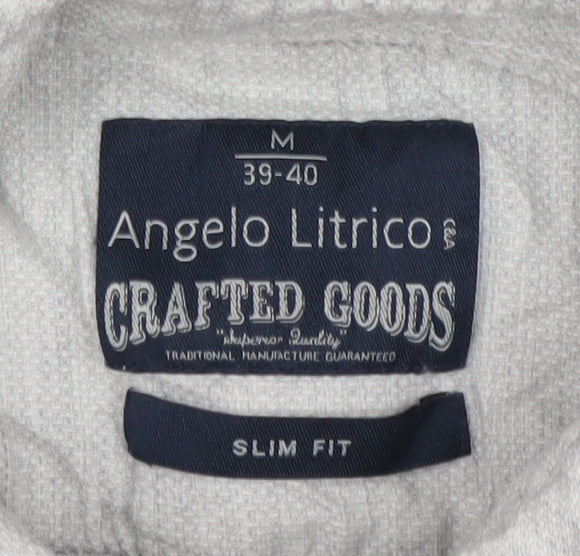 M
39-40
Angelo Litrico C&A
CRAFTED GOODS
"Superior Quality"
TRADITIONAL MANUFACTURE GUARANTEED
SLIM FIT